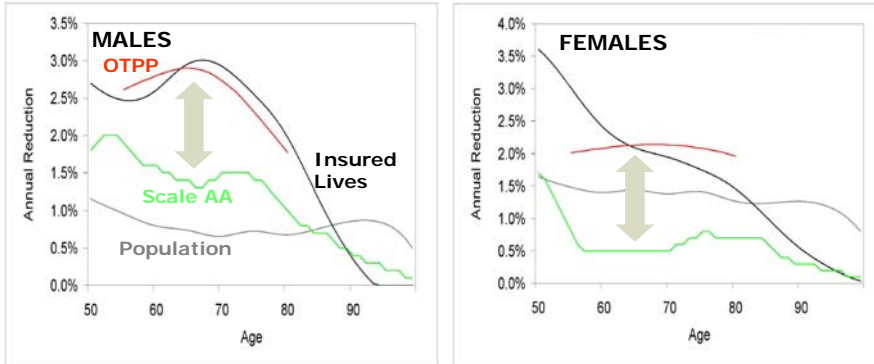 MALES
OTPP
Insured
Lives
Scale AA
Population
Annual Reduction
3.5%
3.0%
2.5%
2.0%
1.5%
1.0%
0.5%
0.0%
50 60 70 80 90
Age
FEMALES
Annual Reduction
4.0%
3.5%
3.0%
2.5%
2.0%
1.5%
1.0%
0.5%
0.0%
50 60 70 80 90
Age